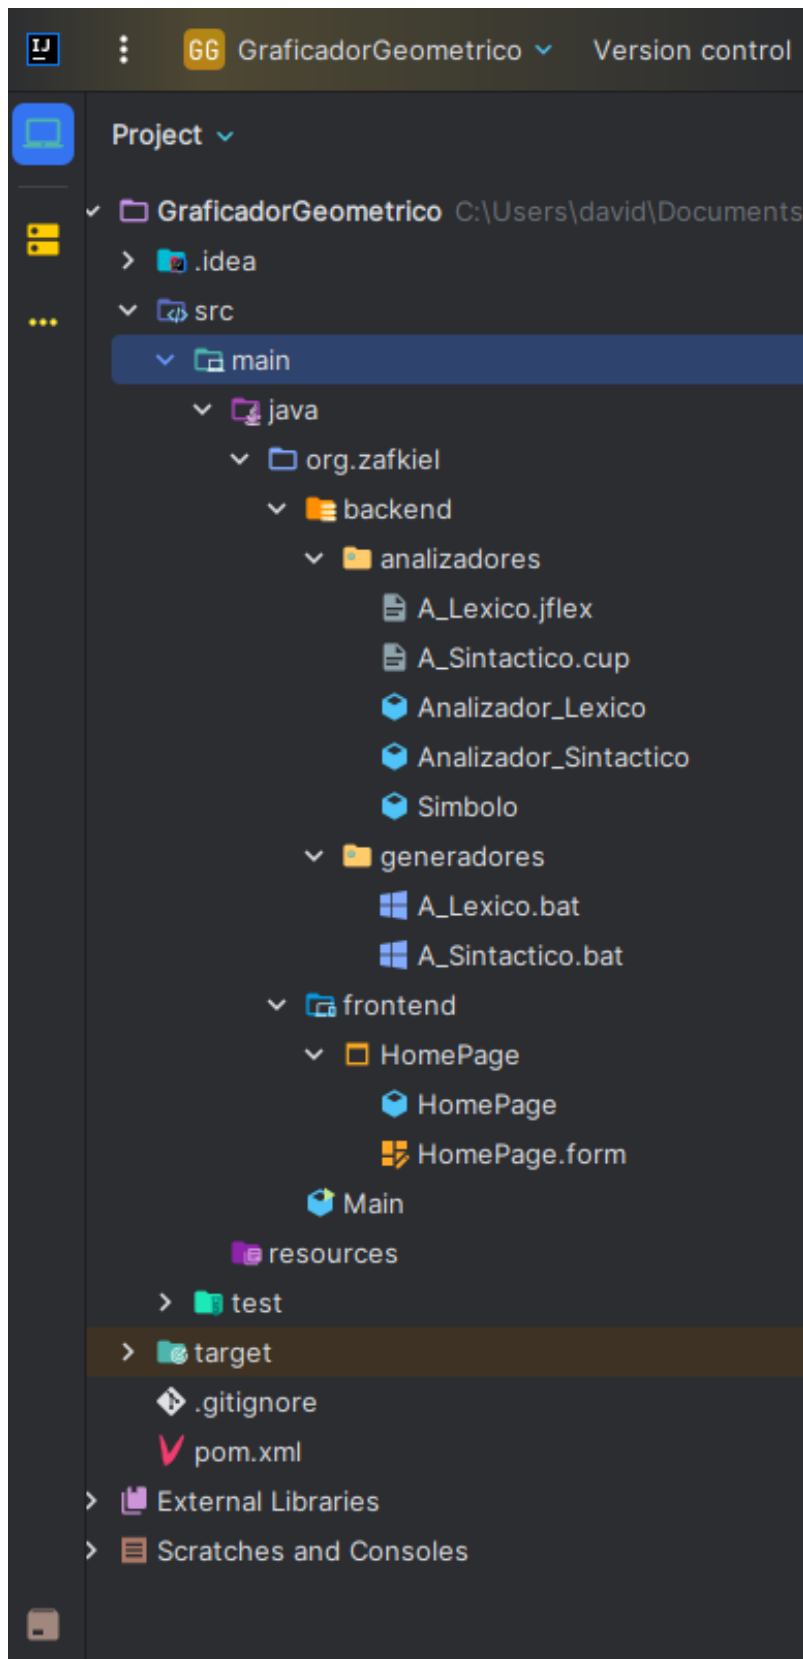 IJ GG GraficadorGeometrico Version control
Project
GraficadorGeometrico C:\Users\david\Documents
.idea
src
main
java
org.zafkiel
backend
analizadores
A_Lexico.jflex
A_Sintactico.cup
Analizador_Lexico
Analizador_Sintactico
Simbolo
generadores
A_Lexico.bat
A_Sintactico.bat
frontend
HomePage
HomePage
HomePage.form
Main
resources
test
target
.gitignore
pom.xml
External Libraries
Scratches and Consoles